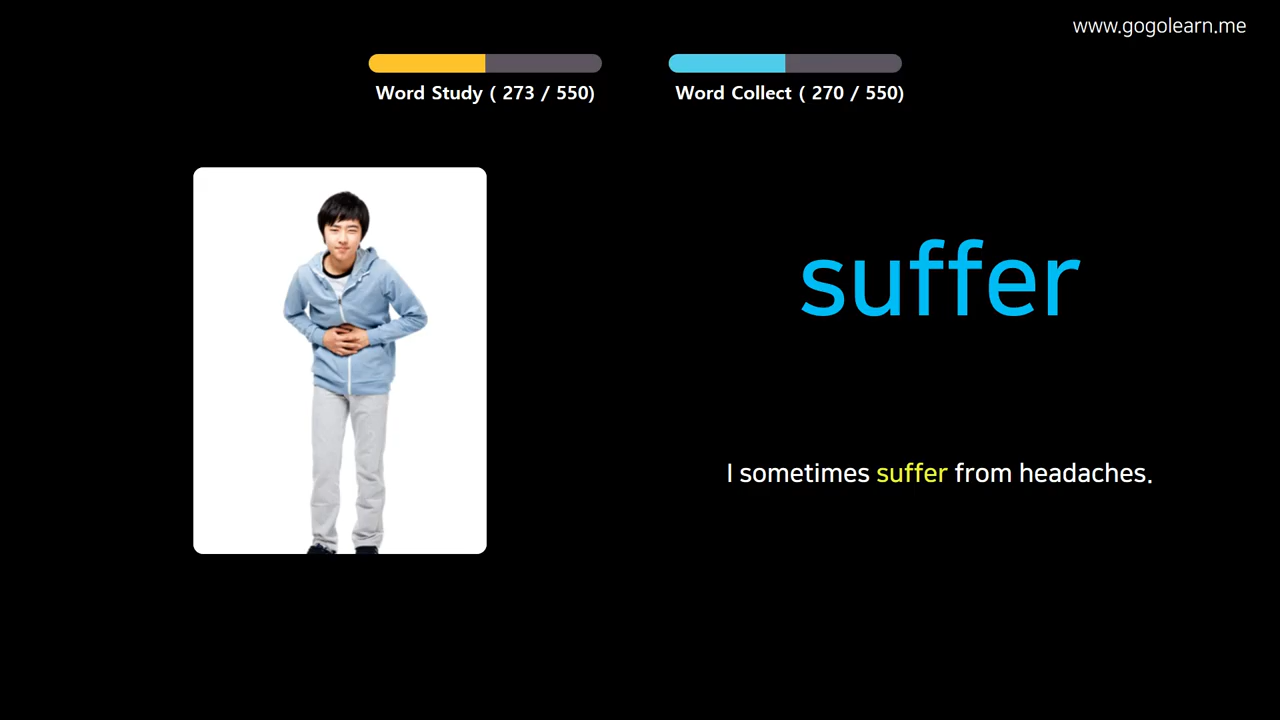 www.gogolearn.me
Word Study ( 273 / 550)
Word Collect ( 270 / 550)
suffer
I sometimes suffer from headaches.